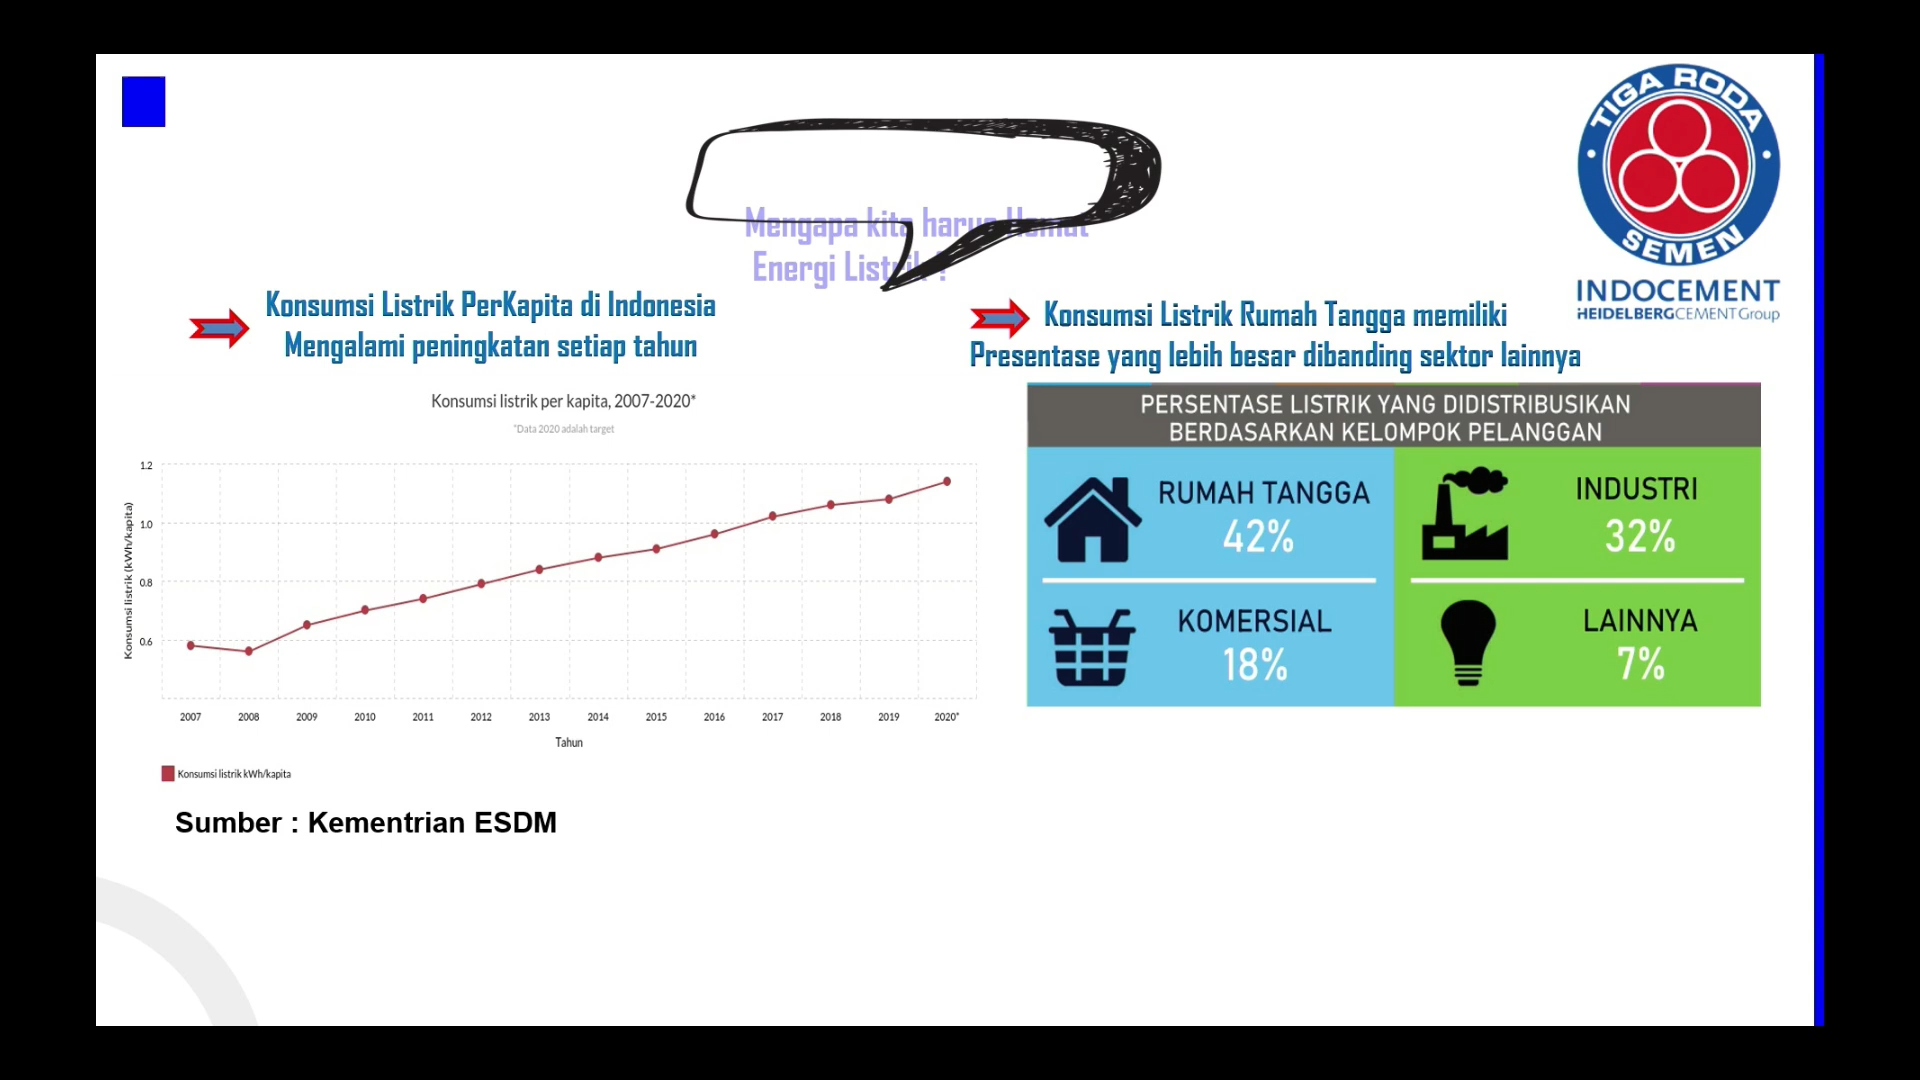 TIGA RODA
SEMEN
INDOCEMENT
HEIDELBERGCEMENT Group
Mengapa kita harus Hemat
Energi Listrik ?
Konsumsi Listrik PerKapita di Indonesia
Mengalami peningkatan setiap tahun
Konsumsi listrik per kapita, 2007-2020*
*Data 2020 adalah target
Konsumsi listrik (kWh/kapita)
1.2
1.0
0.8
0.6
2007 2008 2009 2010 2011 2012 2013 2014 2015 2016 2017 2018 2019 2020*
Tahun
Konsumsi listrik kWh/kapita
Sumber : Kementrian ESDM
Konsumsi Listrik Rumah Tangga memiliki
Presentase yang lebih besar dibanding sektor lainnya
PERSENTASE LISTRIK YANG DIDISTRIBUSIKAN
BERDASARKAN KELOMPOK PELANGGAN
RUMAH TANGGA
42%
INDUSTRI
32%
KOMERSIAL
18%
LAINNYA
7%